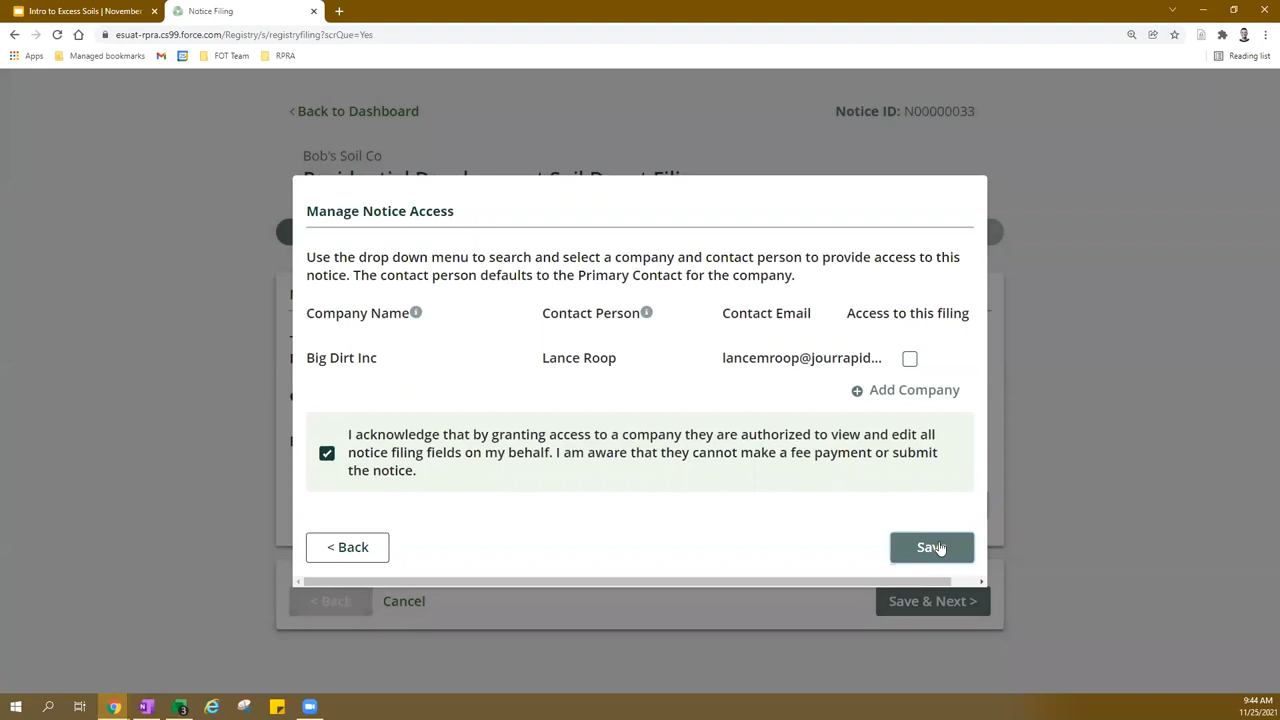 Intro to Excess Soils | Novembe
Notice Filing
esuat-rpra.cs99.force.com/Registry/s/registryfiling?scrQue=Yes
Apps
Managed bookmarks
FOT Team
RPRA
Reading list
< Back to Dashboard
Notice ID: N00000033
Bob's Soil Co
Manage Notice Access
Use the drop down menu to search and select a company and contact person to provide access to this
notice. The contact person defaults to the Primary Contact for the company.
Company Name
Contact Person
Contact Email
Access to this filing
Big Dirt Inc
Lance Roop
lancemroop@jourrapid...
Add Company
I acknowledge that by granting access to a company they are authorized to view and edit all
notice filing fields on my behalf. I am aware that they cannot make a fee payment or submit
the notice.
< Back
Save
< Back
Cancel
Save & Next >
9:44 AM
11/25/2021